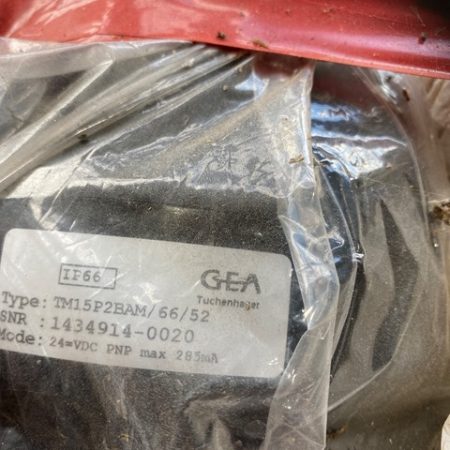 IP66
GEA
Tuchenhagen
Type: TM15P2BAM/66/52
SNR : 1434914-0020
Mode: 24=VDC PNP max 285mA